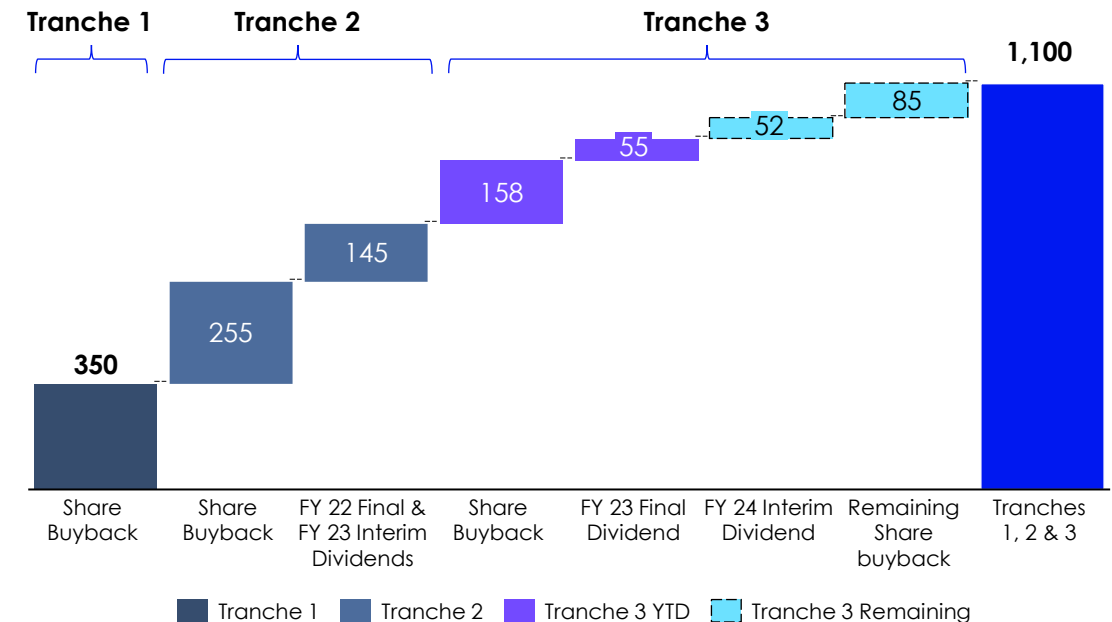 Tranche 1
Tranche 2
Tranche 3
1,100
85
52
55
158
145
255
350
Share
Buyback
Share
Buyback
FY 22 Final &
FY 23 Interim
Dividends
Share
Buyback
FY 23 Final
Dividend
FY 24 Interim
Dividend
Remaining
Share
buyback
Tranches
1, 2 & 3
Tranche 1
Tranche 2
Tranche 3 YTD
Tranche 3 Remaining